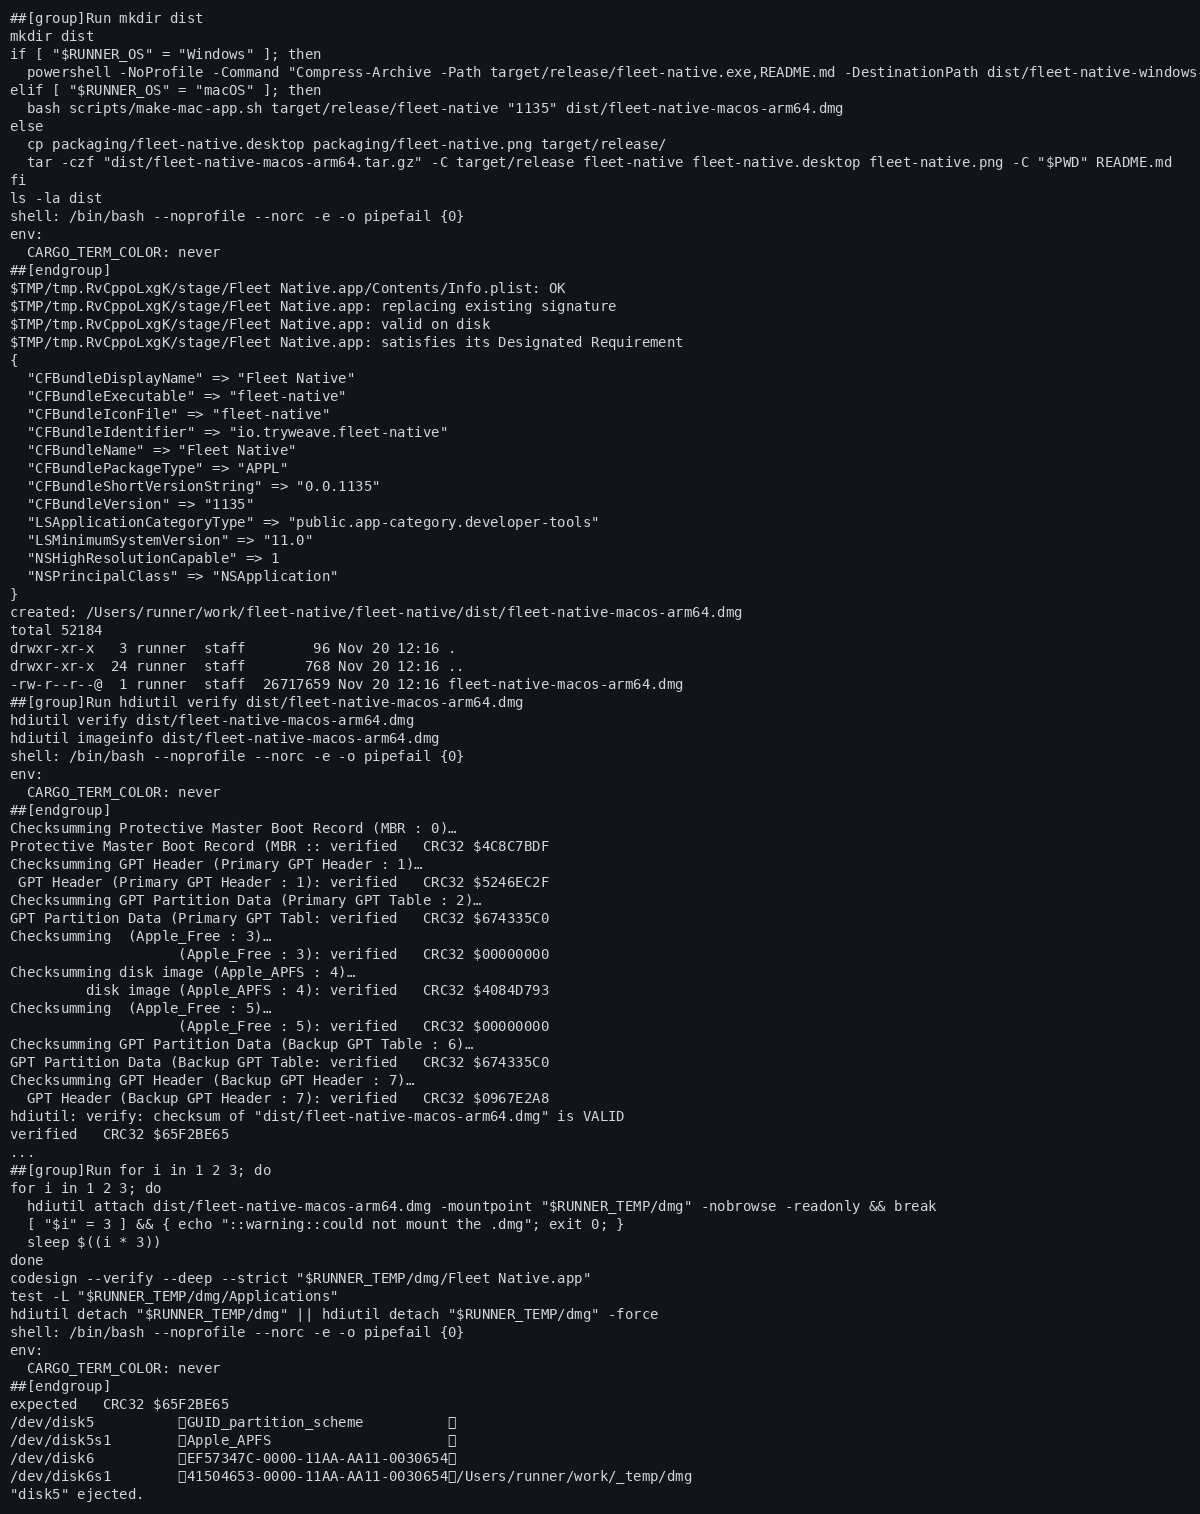 ##[group]Run mkdir dist
mkdir dist
if [ "$RUNNER_OS" = "Windows" ]; then
  powershell -NoProfile -Command "Compress-Archive -Path target/release/fleet-native.exe,README.md -DestinationPath dist/fleet-native-windows-
elif [ "$RUNNER_OS" = "macOS" ]; then
  bash scripts/make-mac-app.sh target/release/fleet-native "1135" dist/fleet-native-macos-arm64.dmg
else
  cp packaging/fleet-native.desktop packaging/fleet-native.png target/release/
  tar -czf "dist/fleet-native-macos-arm64.tar.gz" -C target/release fleet-native fleet-native.desktop fleet-native.png -C "$PWD" README.md
fi
ls -la dist
shell: /bin/bash --noprofile --norc -e -o pipefail {0}
env:
  CARGO_TERM_COLOR: never
##[endgroup]
$TMP/tmp.RvCppoLxgK/stage/Fleet Native.app/Contents/Info.plist: OK
$TMP/tmp.RvCppoLxgK/stage/Fleet Native.app: replacing existing signature
$TMP/tmp.RvCppoLxgK/stage/Fleet Native.app: valid on disk
$TMP/tmp.RvCppoLxgK/stage/Fleet Native.app: satisfies its Designated Requirement
{
  "CFBundleDisplayName" => "Fleet Native"
  "CFBundleExecutable" => "fleet-native"
  "CFBundleIconFile" => "fleet-native"
  "CFBundleIdentifier" => "io.tryweave.fleet-native"
  "CFBundleName" => "Fleet Native"
  "CFBundlePackageType" => "APPL"
  "CFBundleShortVersionString" => "0.0.1135"
  "CFBundleVersion" => "1135"
  "LSApplicationCategoryType" => "public.app-category.developer-tools"
  "LSMinimumSystemVersion" => "11.0"
  "NSHighResolutionCapable" => 1
  "NSPrincipalClass" => "NSApplication"
}
created: /Users/runner/work/fleet-native/fleet-native/dist/fleet-native-macos-arm64.dmg
total 52184
drwxr-xr-x   3 runner  staff        96 Nov 20 12:16 .
drwxr-xr-x  24 runner  staff       768 Nov 20 12:16 ..
-rw-r--r--@  1 runner  staff  26717659 Nov 20 12:16 fleet-native-macos-arm64.dmg
##[group]Run hdiutil verify dist/fleet-native-macos-arm64.dmg
hdiutil verify dist/fleet-native-macos-arm64.dmg
hdiutil imageinfo dist/fleet-native-macos-arm64.dmg
shell: /bin/bash --noprofile --norc -e -o pipefail {0}
env:
  CARGO_TERM_COLOR: never
##[endgroup]
Checksumming Protective Master Boot Record (MBR : 0)…
Protective Master Boot Record (MBR :: verified   CRC32 $4C8C7BDF
Checksumming GPT Header (Primary GPT Header : 1)…
 GPT Header (Primary GPT Header : 1): verified   CRC32 $5246EC2F
Checksumming GPT Partition Data (Primary GPT Table : 2)…
GPT Partition Data (Primary GPT Tabl: verified   CRC32 $674335C0
Checksumming  (Apple_Free : 3)…
                    (Apple_Free : 3): verified   CRC32 $00000000
Checksumming disk image (Apple_APFS : 4)…
         disk image (Apple_APFS : 4): verified   CRC32 $4084D793
Checksumming  (Apple_Free : 5)…
                    (Apple_Free : 5): verified   CRC32 $00000000
Checksumming GPT Partition Data (Backup GPT Table : 6)…
GPT Partition Data (Backup GPT Table: verified   CRC32 $674335C0
Checksumming GPT Header (Backup GPT Header : 7)…
  GPT Header (Backup GPT Header : 7): verified   CRC32 $0967E2A8
hdiutil: verify: checksum of "dist/fleet-native-macos-arm64.dmg" is VALID
verified   CRC32 $65F2BE65
...
##[group]Run for i in 1 2 3; do
for i in 1 2 3; do
  hdiutil attach dist/fleet-native-macos-arm64.dmg -mountpoint "$RUNNER_TEMP/dmg" -nobrowse -readonly && break
  [ "$i" = 3 ] && { echo "::warning::could not mount the .dmg"; exit 0; }
  sleep $((i * 3))
done
codesign --verify --deep --strict "$RUNNER_TEMP/dmg/Fleet Native.app"
test -L "$RUNNER_TEMP/dmg/Applications"
hdiutil detach "$RUNNER_TEMP/dmg" || hdiutil detach "$RUNNER_TEMP/dmg" -force
shell: /bin/bash --noprofile --norc -e -o pipefail {0}
env:
  CARGO_TERM_COLOR: never
##[endgroup]
expected   CRC32 $65F2BE65
/dev/disk5          GUID_partition_scheme
/dev/disk5s1        Apple_APFS
/dev/disk6          EF57347C-0000-11AA-AA11-0030654
/dev/disk6s1        41504653-0000-11AA-AA11-0030654 /Users/runner/work/_temp/dmg
"disk5" ejected.